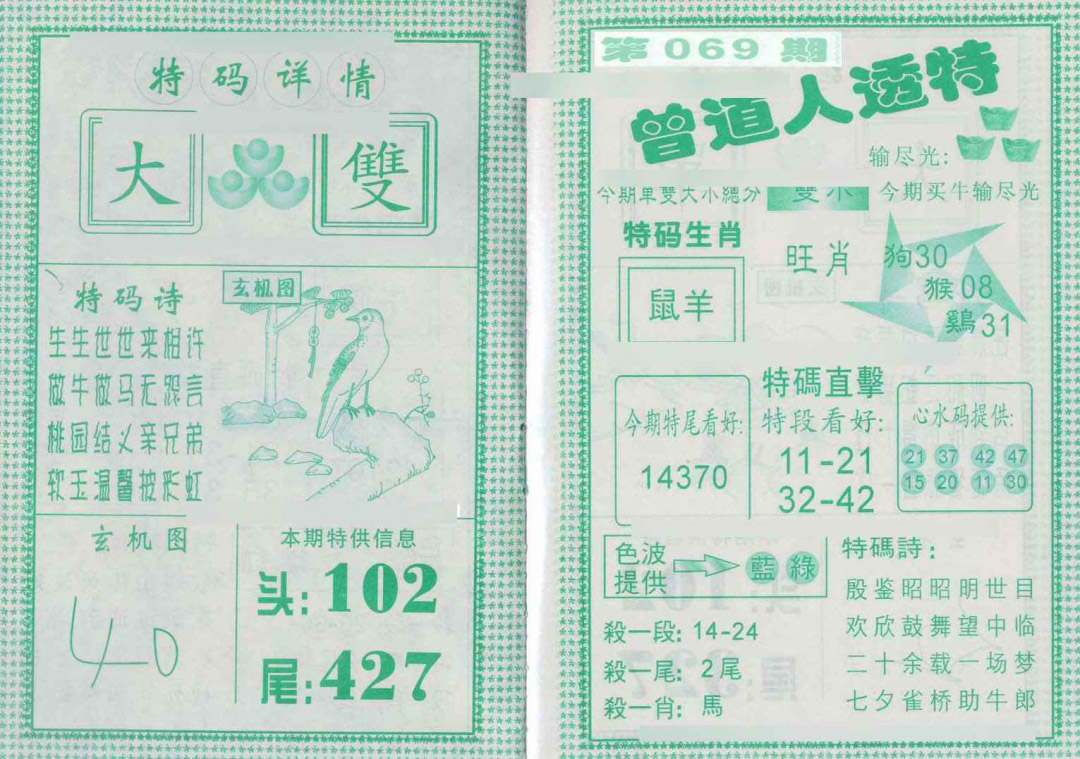 特码详情
大 雙
特码诗
生生世世来相许
做牛做马无怨言
桃园结义亲兄弟
软玉温馨披彩虹
玄机图
玄机图
40
本期特供信息
头:102
尾:427
第069期
曾道人透特
输尽光:
今期单雙大小總分 雙小 今期买牛输尽光
特码生肖
鼠羊
旺肖
狗30
猴08
鷄31
特碼直擊
今期特尾看好:
14370
特段看好:
11-21
32-42
心水码提供:
21 37 42 47
15 20 11 30
色波
提供
藍 綠
殺一段: 14-24
殺一尾: 2尾
殺一肖: 馬
特碼詩:
殷鉴昭昭明世目
欢欣鼓舞望中临
二十余载一场梦
七夕雀桥助牛郎